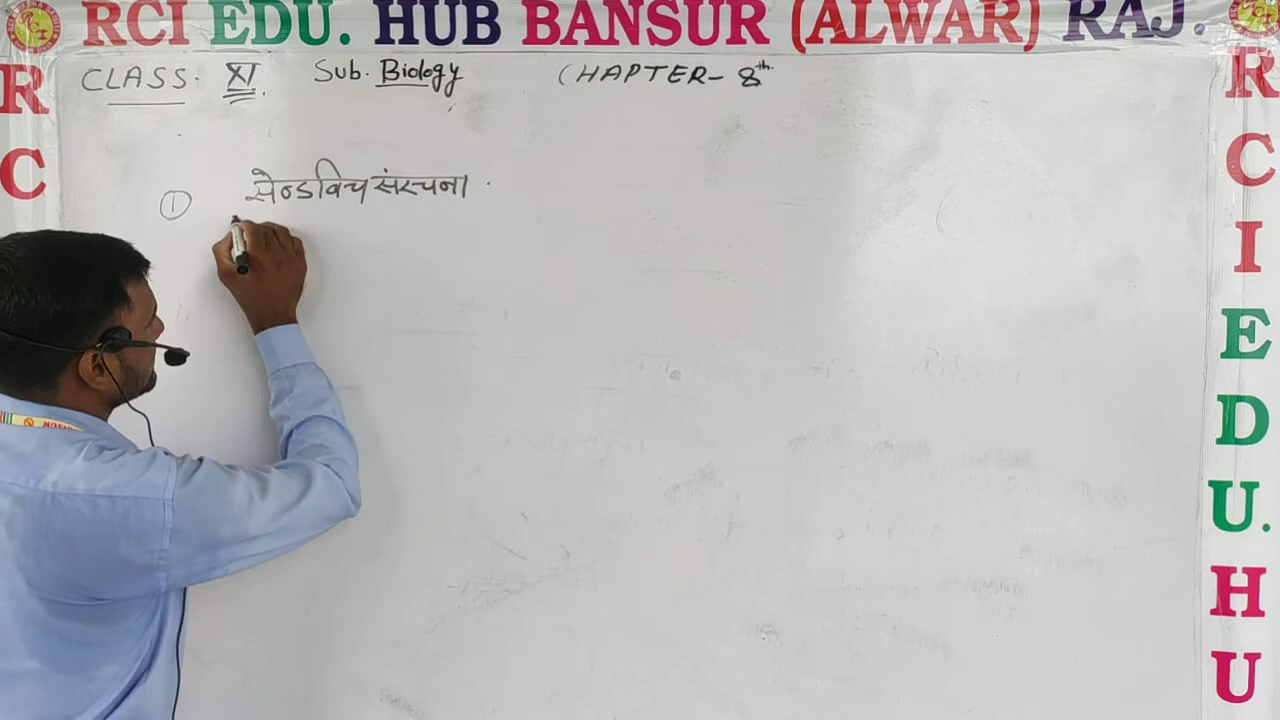 RCI EDU. HUB BANSUR (ALWAR) RAJ.
CLASS. XI. Sub. Biology CHAPTER- 8th.
① सेन्डविच संरचना .
R
C
R
C
I
E
D
U.
H
U